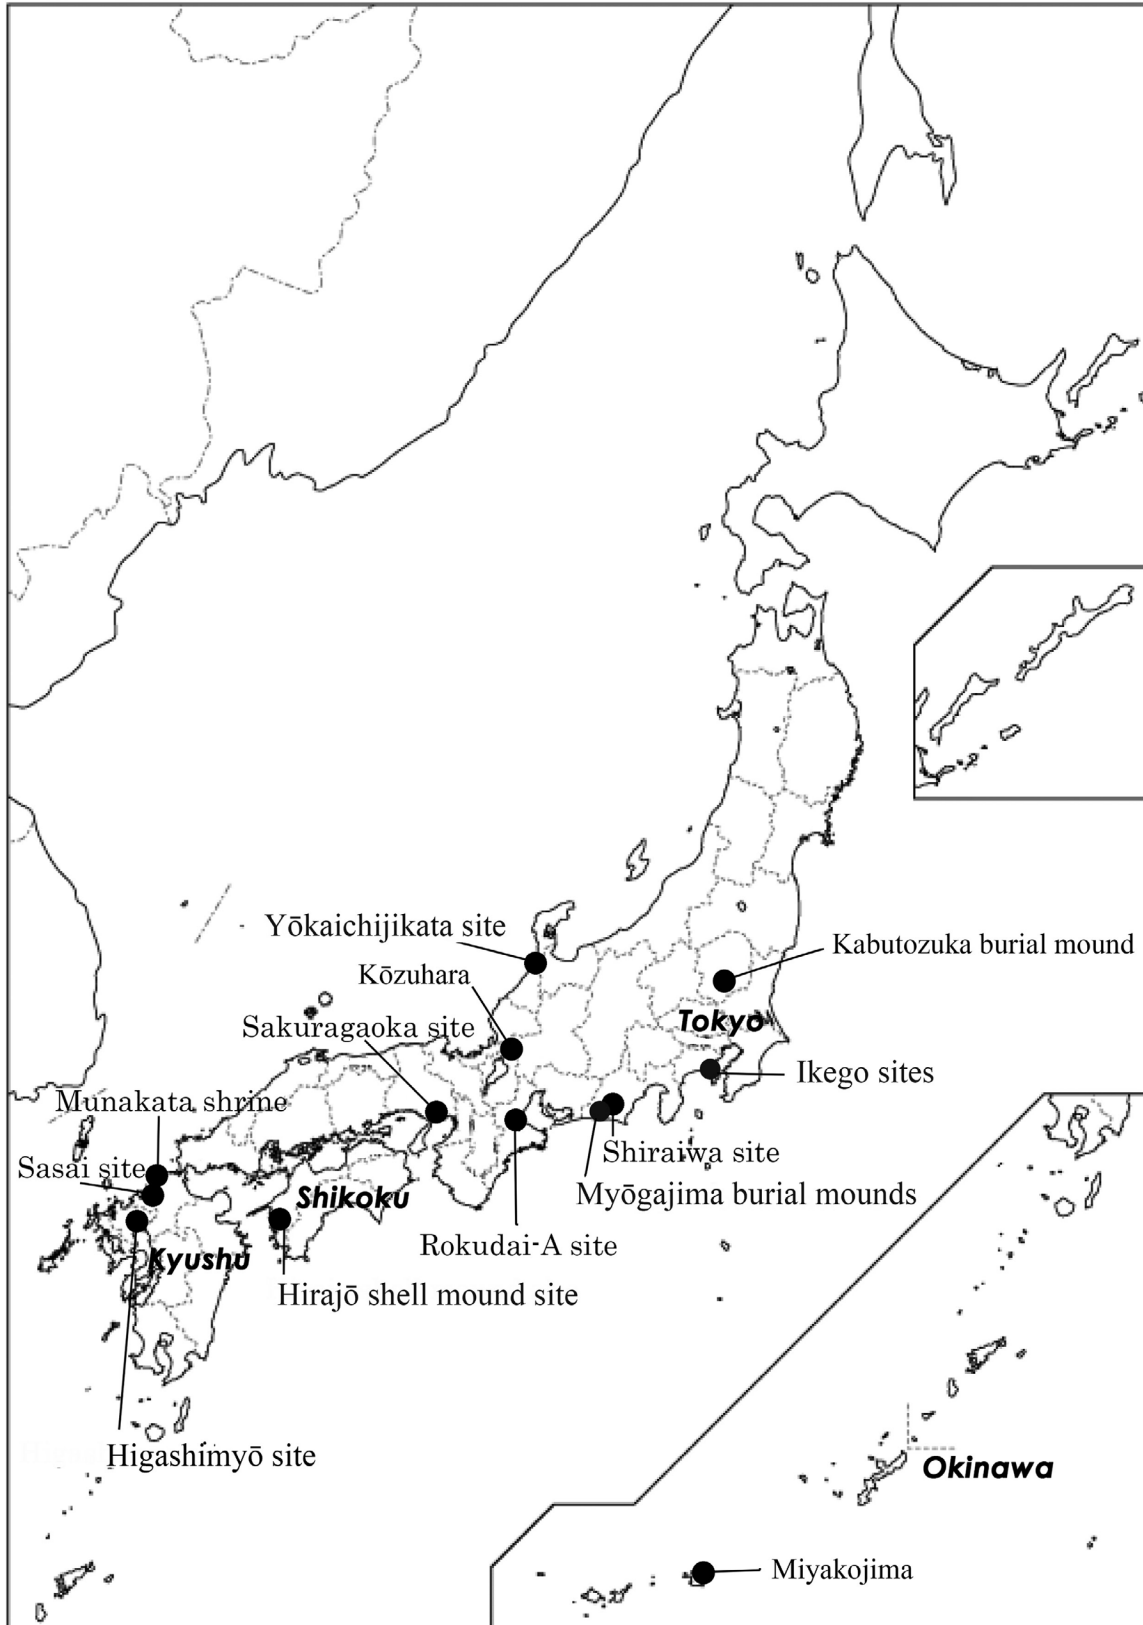 Yōkaichijikata site
Kabutozuka burial mound
Kōzuhara
Tokyo
Sakuragaoka site
Ikego sites
Munakata shrine
Shiraiwa site
Sasai site
Shikoku
Myōgajima burial mounds
Rokudai-A site
Kyushu
Hirajō shell mound site
Higashimyō site
Okinawa
Miyakojima